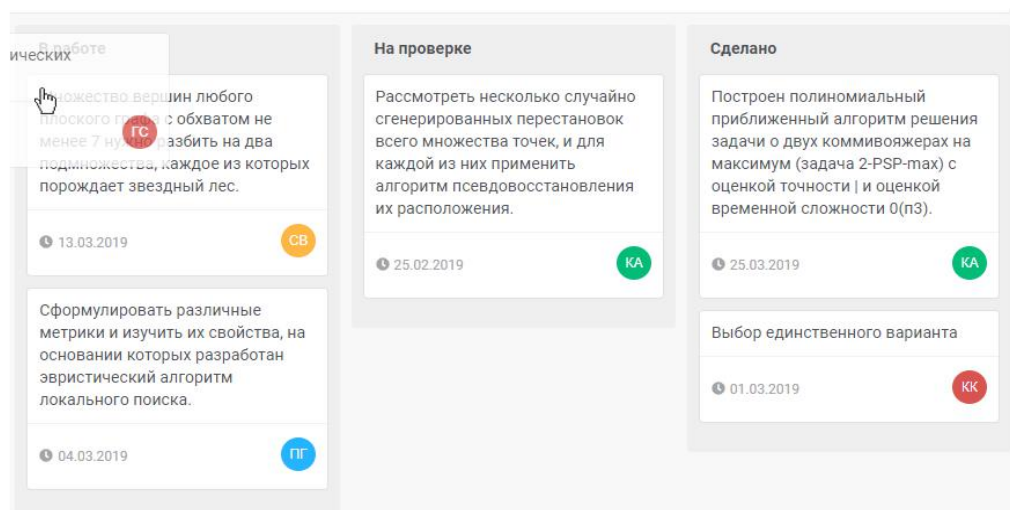 В работе
ических
Множество вершин любого
плоского графа с обхватом не
менее 7 нужно разбить на два
подмножества, каждое из которых
порождает звездный лес.
ГС
13.03.2019
СВ
Сформулировать различные
метрики и изучить их свойства, на
основании которых разработан
эвристический алгоритм
локального поиска.
04.03.2019
ПГ
На проверке
Рассмотреть несколько случайно
сгенерированных перестановок
всего множества точек, и для
каждой из них применить
алгоритм псевдовосстановления
их расположения.
25.02.2019
КА
Сделано
Построен полиномиальный
приближенный алгоритм решения
задачи о двух коммивояжерах на
максимум (задача 2-PSP-max) с
оценкой точности | и оценкой
временной сложности 0(п3).
25.03.2019
КА
Выбор единственного варианта
01.03.2019
КК